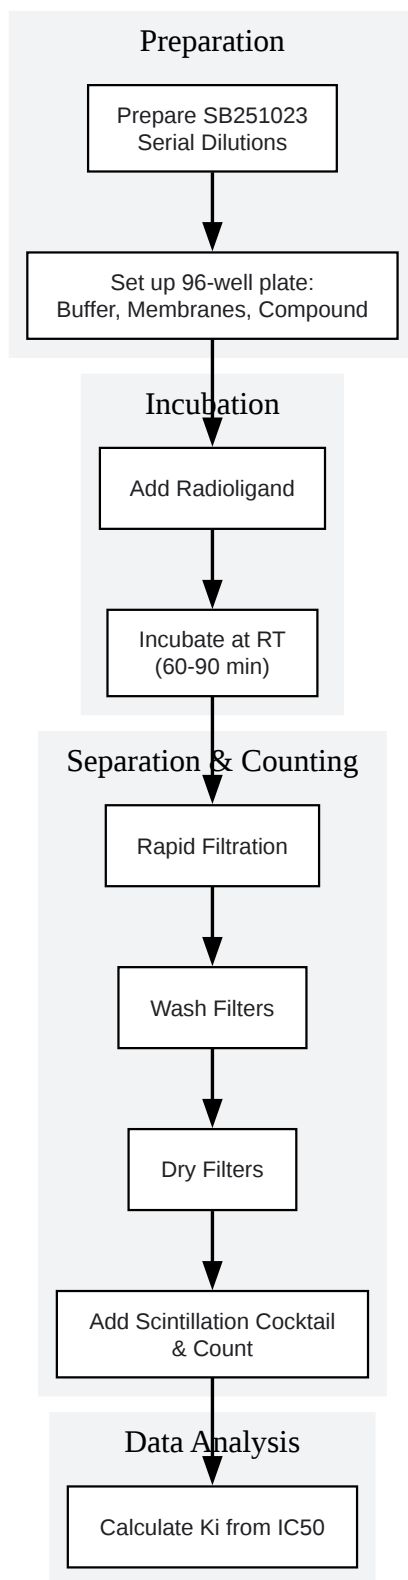 Preparation
Prepare SB251023
Serial Dilutions
Set up 96-well plate:
Buffer, Membranes, Compound
Incubation
Add Radioligand
Incubate at RT
(60-90 min)
Separation & Counting
Rapid Filtration
Wash Filters
Dry Filters
Add Scintillation Cocktail
& Count
Data Analysis
Calculate Ki from IC50